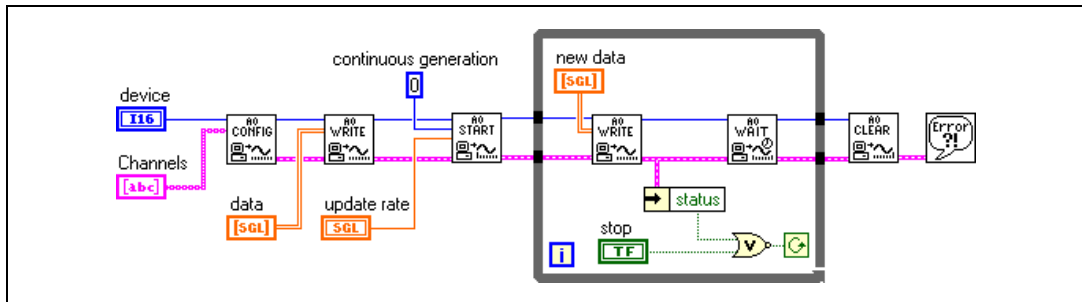 continuous generation
0
device
I16
Channels
[abc]
AO
CONFIG
AO
WRITE
AO
START
data
[SGL]
update rate
SGL
new data
[SGL]
AO
WRITE
AO
WAIT
status
stop
TF
V
i
AO
CLEAR
Error
?!